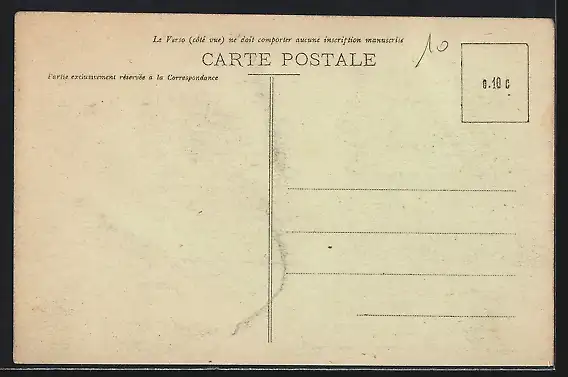 Le Verso (côté vue) ne doit comporter aucune inscription manuscrite
CARTE POSTALE
10
0.10 c
Partie exclusivement réservée a la Correspondance